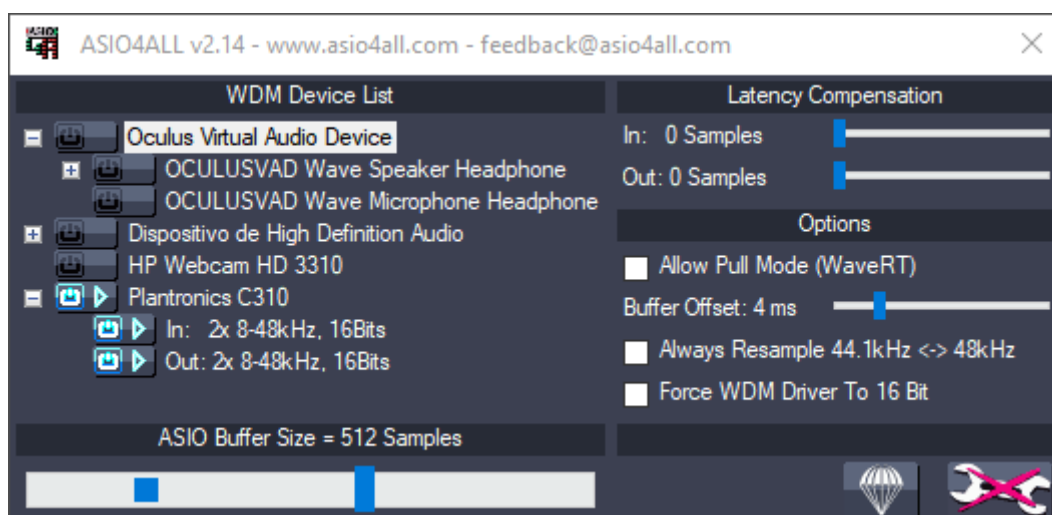 ASIO4ALL v2.14 - www.asio4all.com - feedback@asio4all.com
WDM Device List
Oculus Virtual Audio Device
OCULUSVAD Wave Speaker Headphone
OCULUSVAD Wave Microphone Headphone
Dispositivo de High Definition Audio
HP Webcam HD 3310
Plantronics C310
In: 2x 8-48kHz, 16Bits
Out: 2x 8-48kHz, 16Bits
ASIO Buffer Size = 512 Samples
Latency Compensation
In: 0 Samples
Out: 0 Samples
Options
Allow Pull Mode (WaveRT)
Buffer Offset: 4 ms
Always Resample 44.1kHz <-> 48kHz
Force WDM Driver To 16 Bit